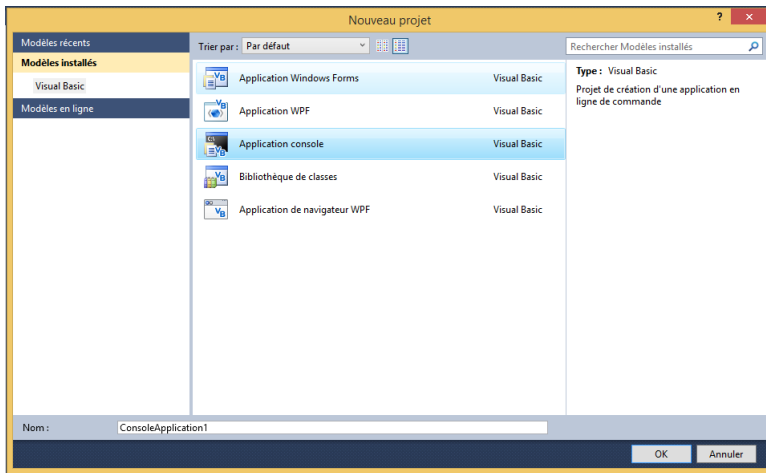 Nouveau projet
?
Modèles récents
Modèles installés
Visual Basic
Modèles en ligne
Trier par : Par défaut
Application Windows Forms Visual Basic
Application WPF Visual Basic
Application console Visual Basic
Bibliothèque de classes Visual Basic
Application de navigateur WPF Visual Basic
Rechercher Modèles installés
Type : Visual Basic
Projet de création d'une application en
ligne de commande
Nom : ConsoleApplication1
OK Annuler